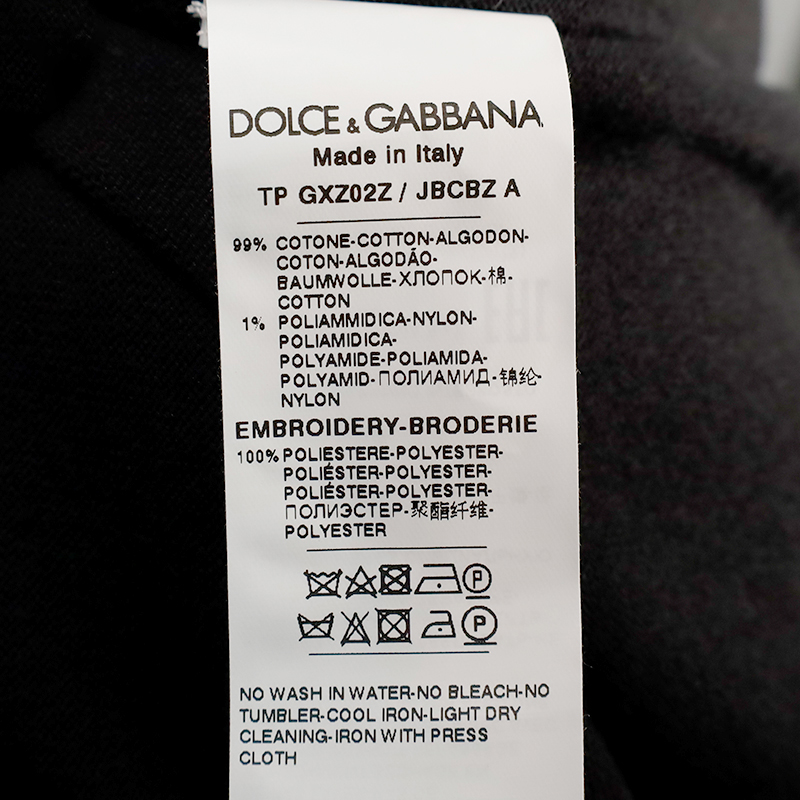 DOLCE & GABBANA
Made in Italy
TP GXZ02Z / JBCBZ A
99% COTONE-COTTON-ALGODON-
COTON-ALGODÃO-
BAUMWOLLE-ХЛОПОК-棉-
COTTON
1% POLIAMMIDICA-NYLON-
POLIAMIDICA-
POLYAMIDE-POLIAMIDA-
POLYAMID-ПОЛИАМИД-锦纶-
NYLON
EMBROIDERY-BRODERIE
100% POLIESTERE-POLYESTER-
POLIÉSTER-POLYESTER-
POLIÉSTER-POLYESTER-
ПОЛИЭСТЕР-聚酯纤维-
POLYESTER
P
P
NO WASH IN WATER-NO BLEACH-NO
TUMBLER-COOL IRON-LIGHT DRY
CLEANING-IRON WITH PRESS
CLOTH